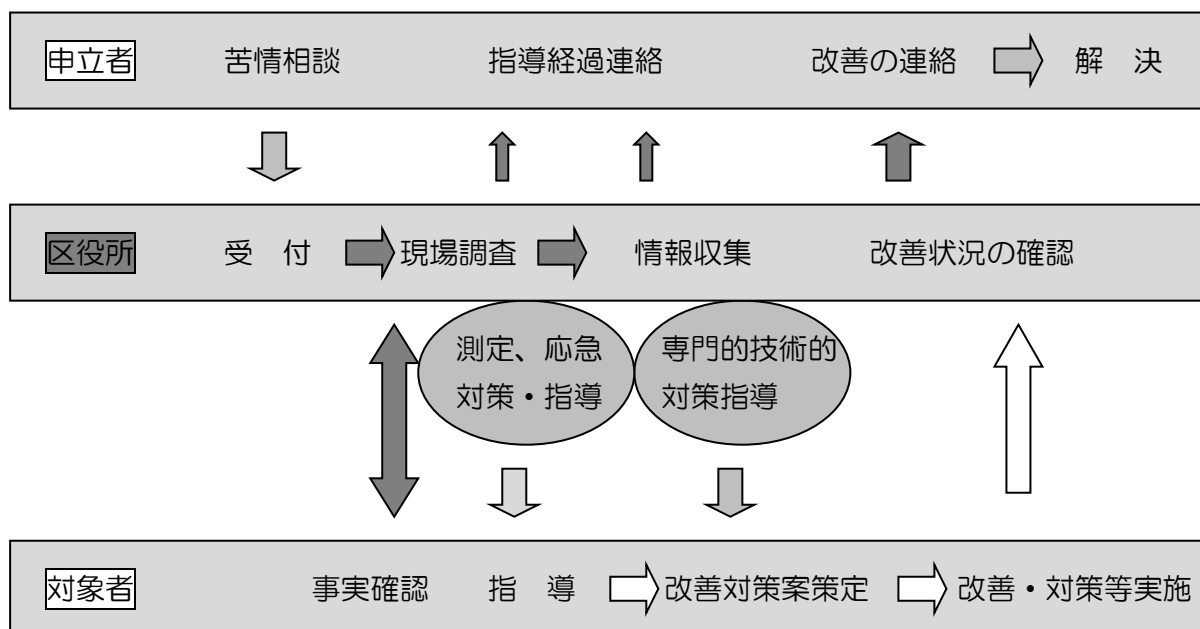 申立者 苦情相談 指導経過連絡 改善の連絡 解 決
区役所 受 付 現場調査 情報収集 改善状況の確認
測定、応急
対策・指導
専門的技術的
対策指導
対象者 事実確認 指 導 改善対策案策定 改善・対策等実施